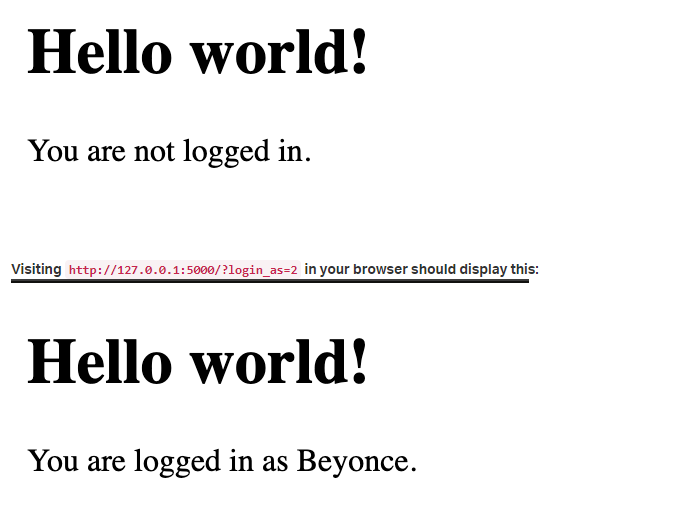 Hello world!
You are not logged in.
Visiting http://127.0.0.1:5000/?login_as=2 in your browser should display this:
Hello world!
You are logged in as Beyonce.